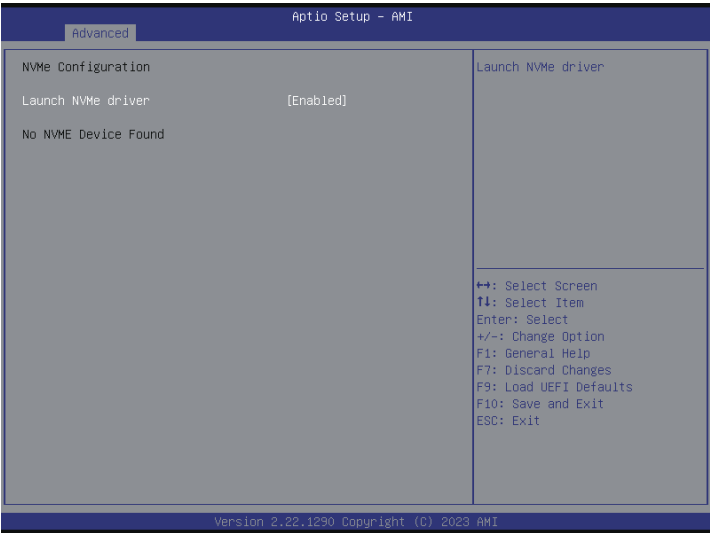 Aptio Setup – AMI
Advanced
NVMe Configuration
Launch NVMe driver
Launch NVMe driver [Enabled]
No NVME Device Found
↔: Select Screen
↑↓: Select Item
Enter: Select
+/-: Change Option
F1: General Help
F7: Discard Changes
F9: Load UEFI Defaults
F10: Save and Exit
ESC: Exit
Version 2.22.1290 Copyright (C) 2023 AMI